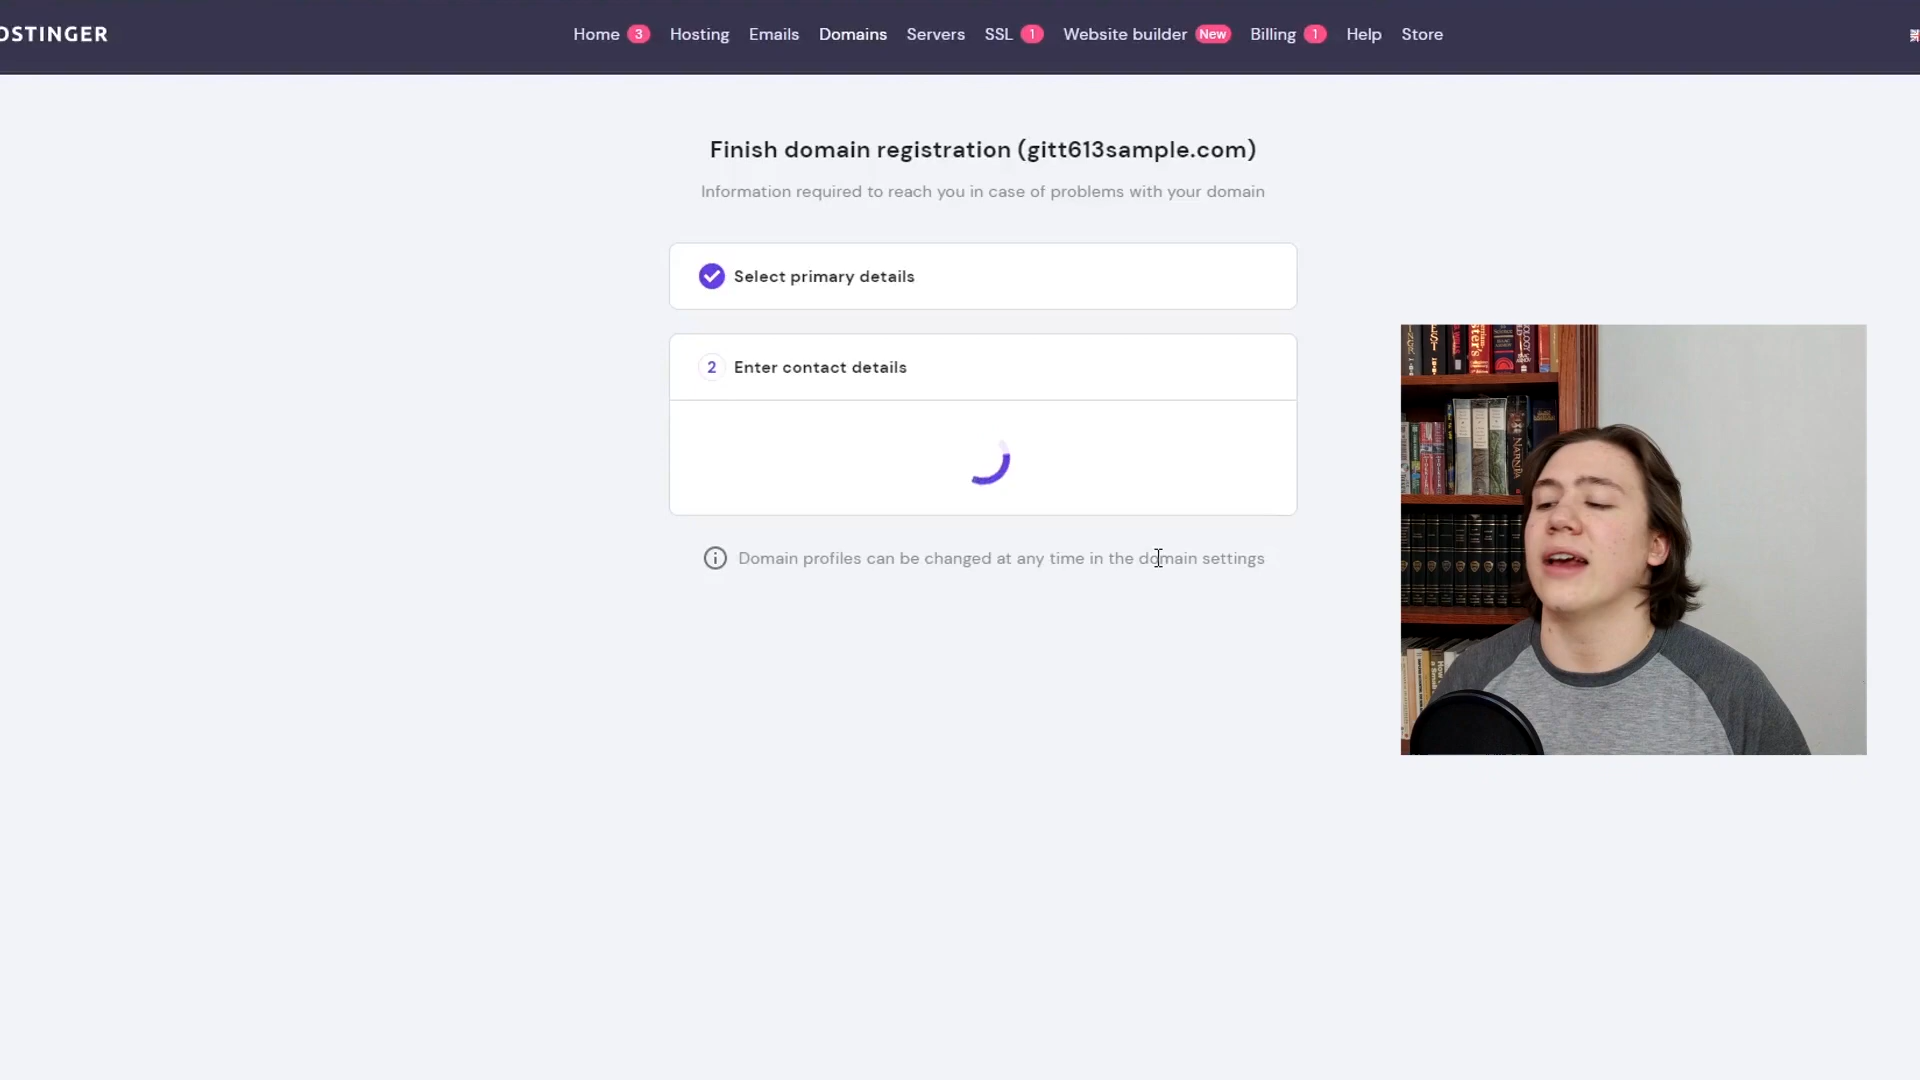 OSTINGER
Home 3 Hosting Emails Domains Servers SSL 1 Website builder New Billing 1 Help Store
Finish domain registration (gitt613sample.com)
Information required to reach you in case of problems with your domain
Select primary details
2 Enter contact details
Domain profiles can be changed at any time in the domain settings
NARNIA